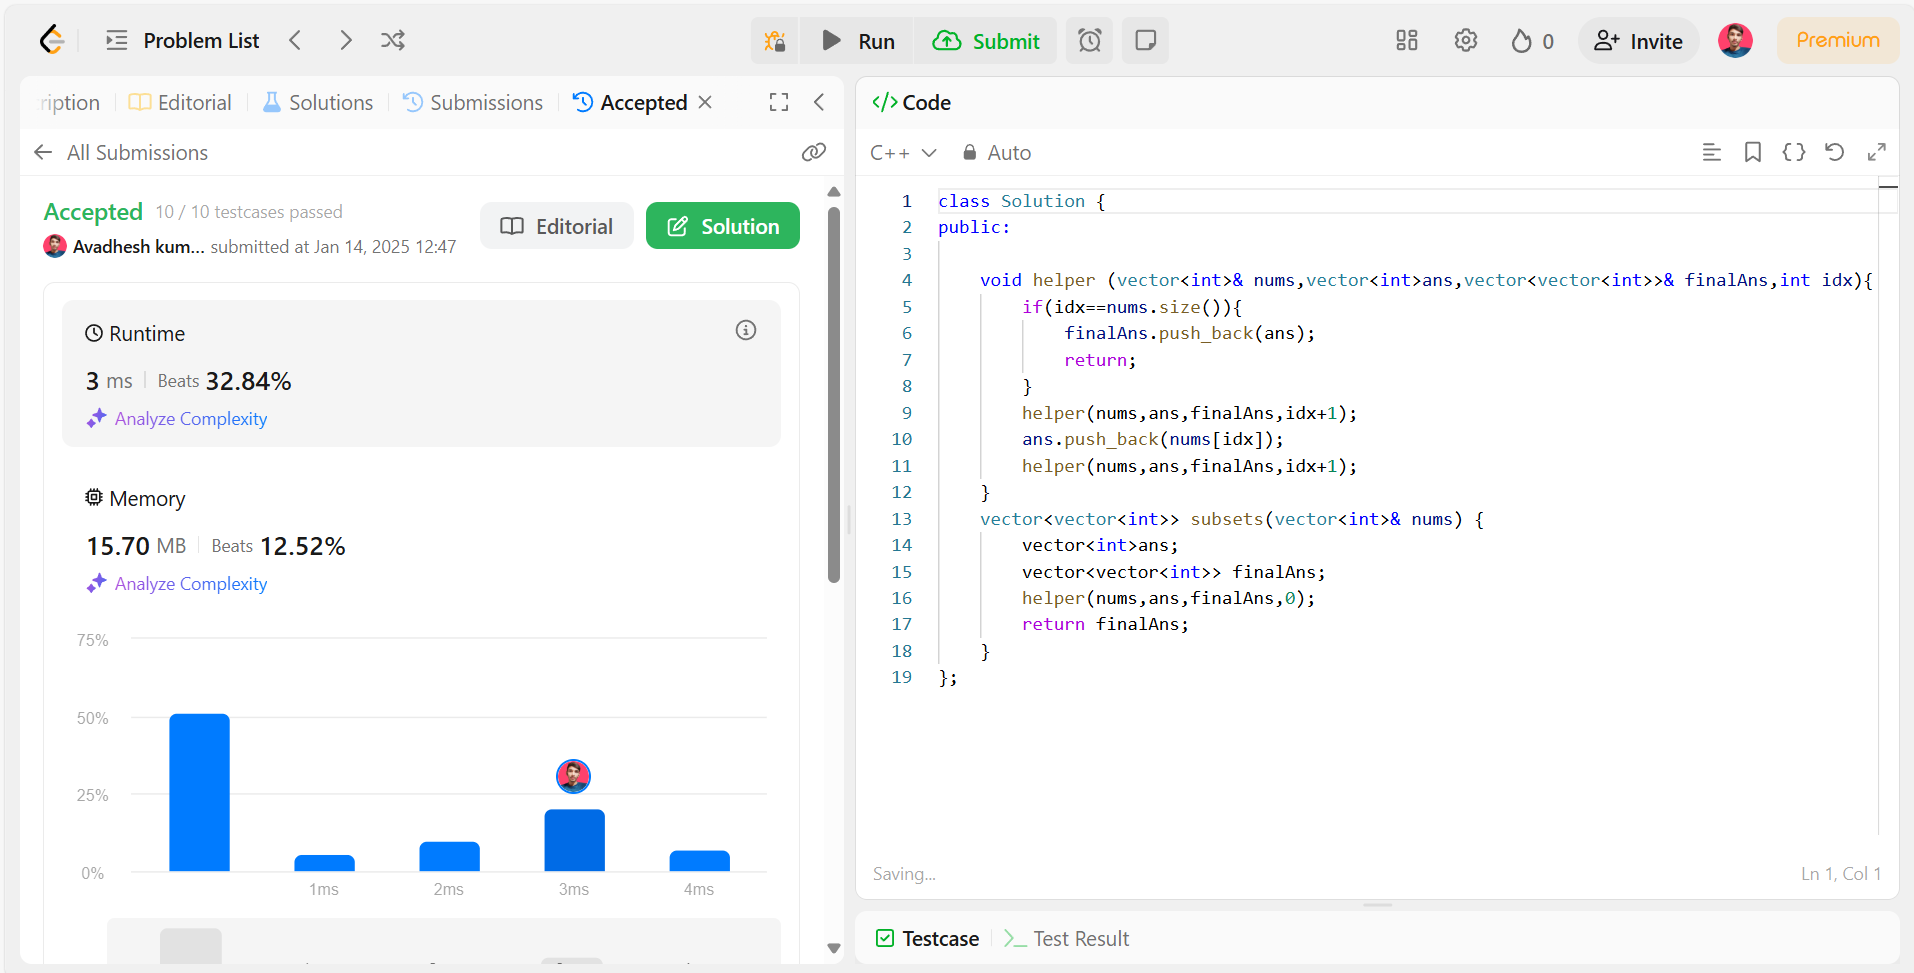 Problem List
Run
Submit
0
Invite
Premium
ription
Editorial
Solutions
Submissions
Accepted
All Submissions
Accepted 10 / 10 testcases passed
Avadhesh kum... submitted at Jan 14, 2025 12:47
Editorial
Solution
Runtime
3 ms Beats 32.84%
Analyze Complexity
Memory
15.70 MB Beats 12.52%
Analyze Complexity
75%
50%
25%
0%
1ms 2ms 3ms 4ms
</> Code
C++ Auto
1 class Solution {
2 public:
3
4 void helper (vector<int>& nums,vector<int>ans,vector<vector<int>>& finalAns,int idx){
5 if(idx==nums.size()){
6 finalAns.push_back(ans);
7 return;
8 }
9 helper(nums,ans,finalAns,idx+1);
10 ans.push_back(nums[idx]);
11 helper(nums,ans,finalAns,idx+1);
12 }
13 vector<vector<int>> subsets(vector<int>& nums) {
14 vector<int>ans;
15 vector<vector<int>> finalAns;
16 helper(nums,ans,finalAns,0);
17 return finalAns;
18 }
19 };
Saving...
Ln 1, Col 1
Testcase
Test Result